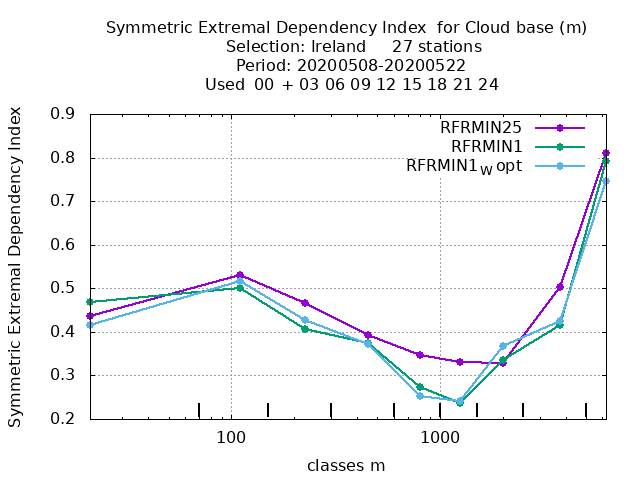 Symmetric Extremal Dependency Index  for Cloud base (m)
Selection: Ireland     27 stations
Period: 20200508-20200522
Used  00 + 03 06 09 12 15 18 21 24
Symmetric Extremal Dependency Index
0.9
0.8
0.7
0.6
0.5
0.4
0.3
0.2
RFRMIN25
RFRMIN1
RFRMIN1W opt
100
1000
classes m